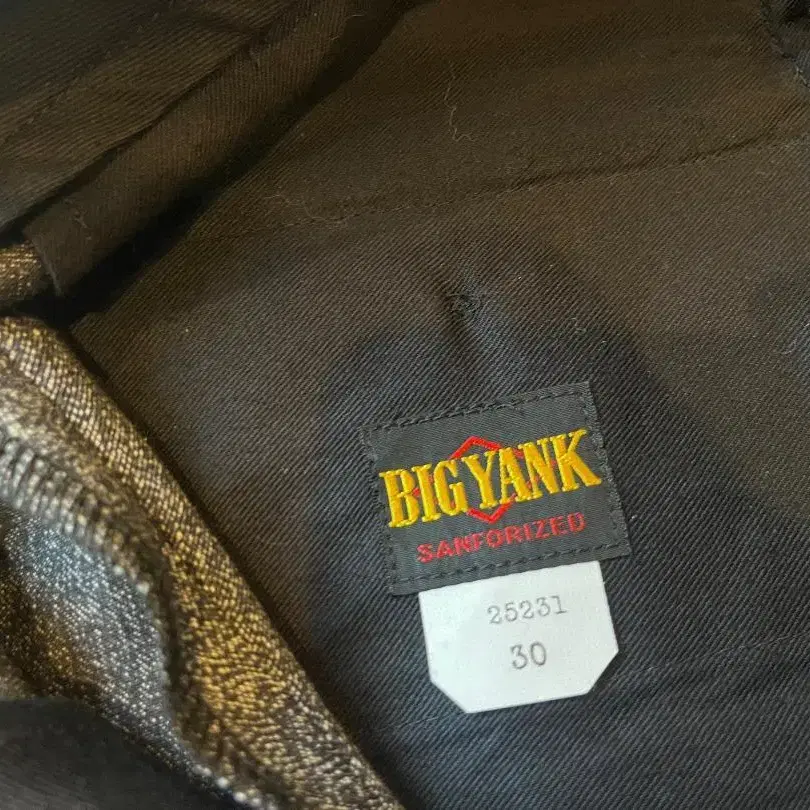 BIG YANK
SANFORIZED
25231
30